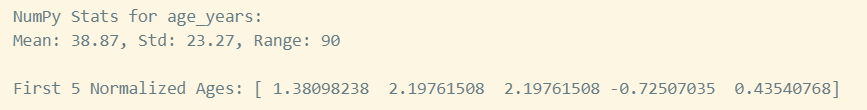 NumPy Stats for age_years:
Mean: 38.87, Std: 23.27, Range: 90
First 5 Normalized Ages: [ 1.38098238  2.19761508  2.19761508 -0.72507035  0.43540768]